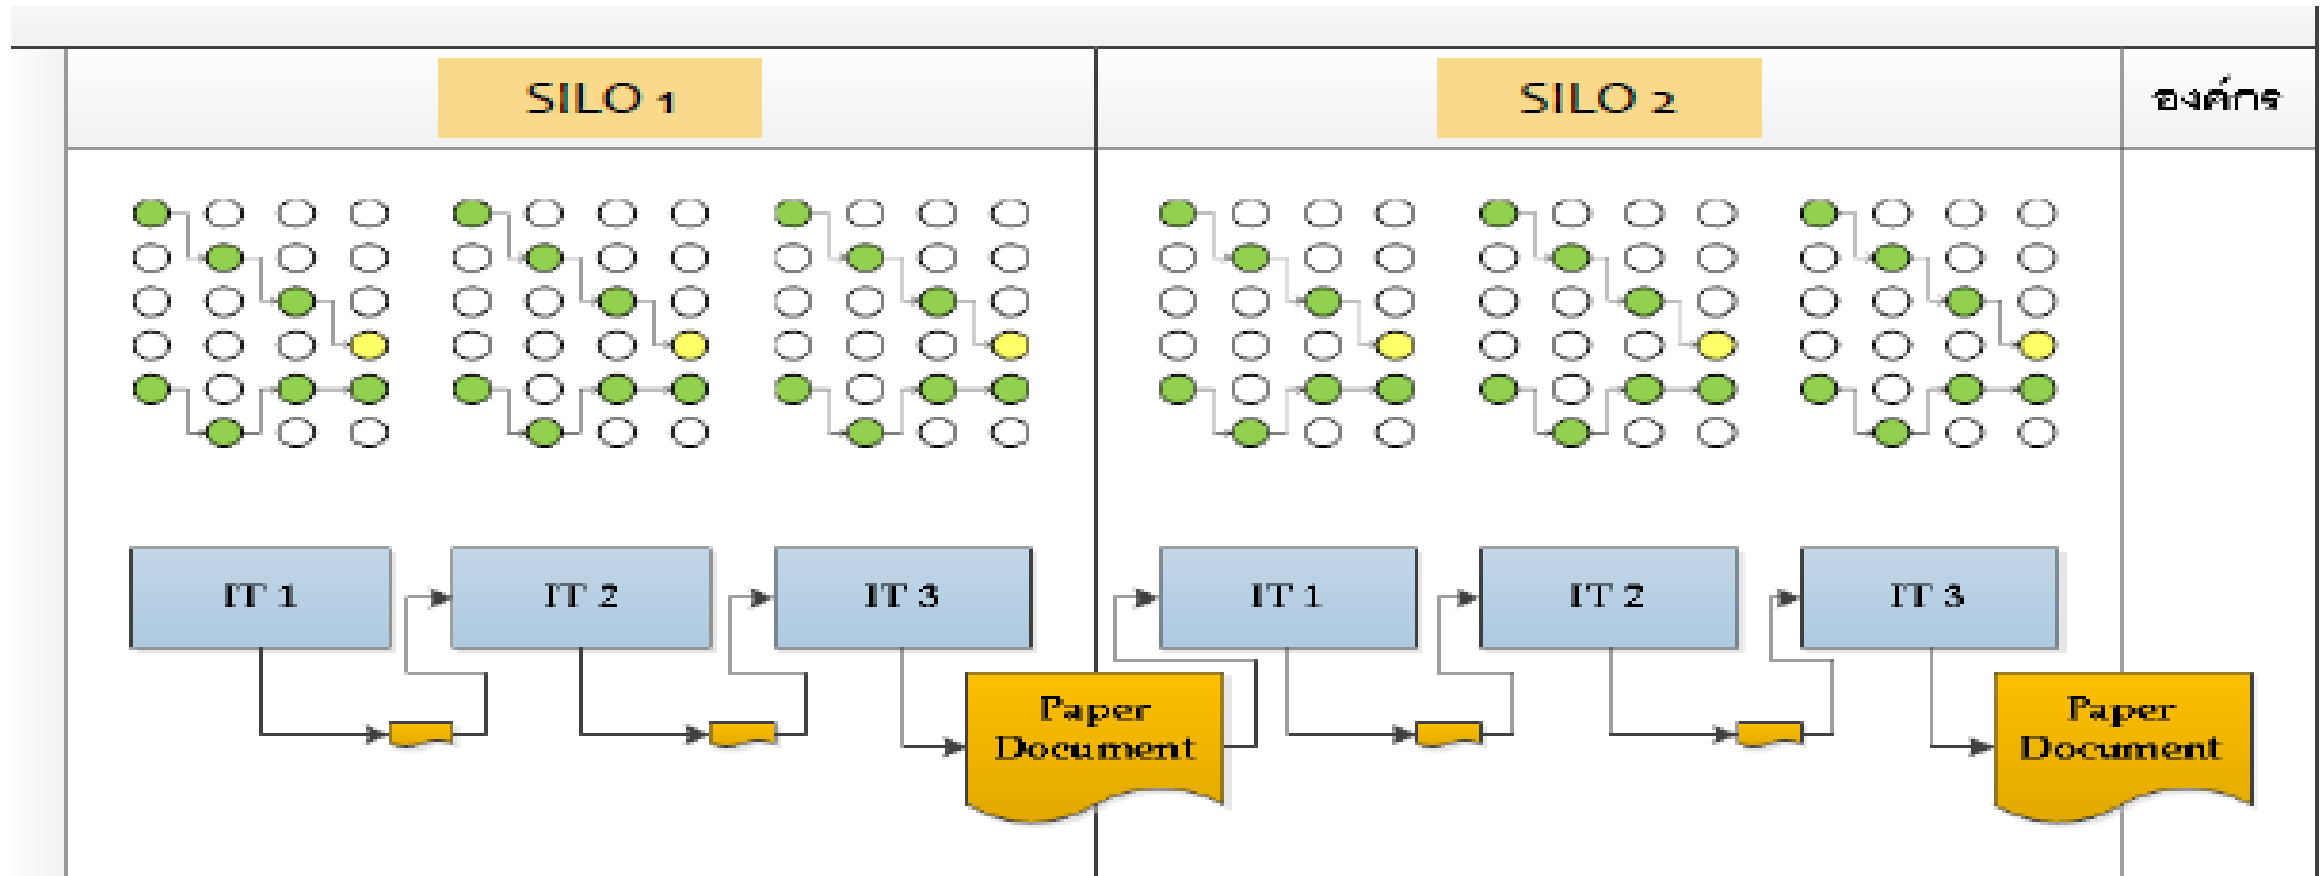 SILO 1
SILO 2
องค์กร
IT 1
IT 2
IT 3
IT 1
IT 2
IT 3
Paper
Document
Paper
Document